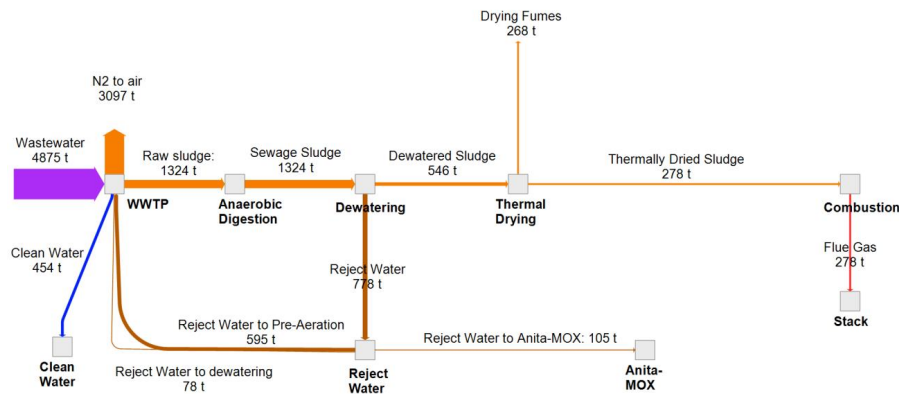 Drying Fumes
268 t
N2 to air
3097 t
Wastewater
4875 t
Raw sludge:
1324 t
Sewage Sludge
1324 t
Dewatered Sludge
546 t
Thermally Dried Sludge
278 t
WWTP
Anaerobic
Digestion
Dewatering
Thermal
Drying
Combustion
Clean Water
454 t
Reject Water
778 t
Flue Gas
278 t
Stack
Reject Water to Pre-Aeration
595 t
Reject Water to Anita-MOX: 105 t
Clean
Water
Reject Water to dewatering
78 t
Reject
Water
Anita-
MOX